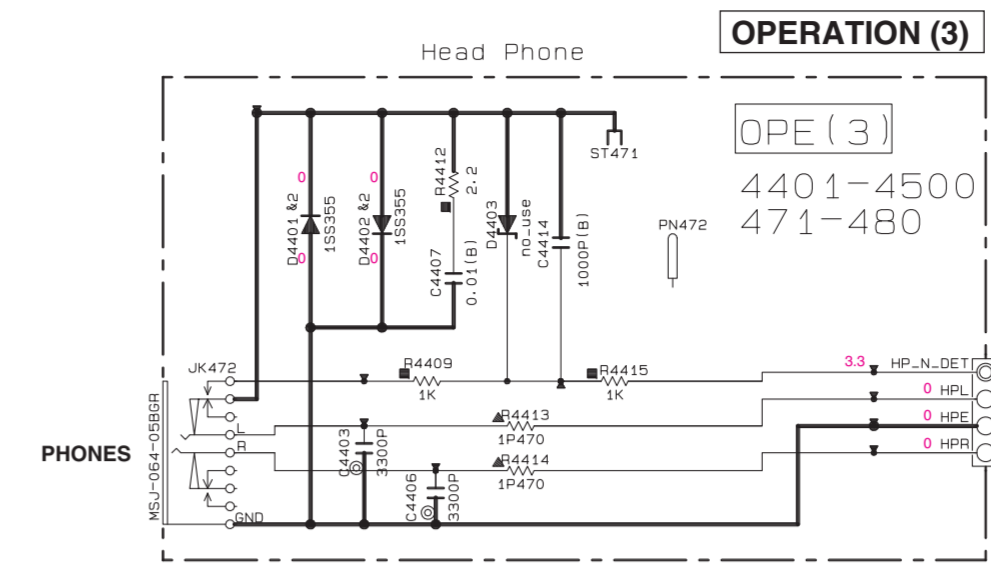 OPERATION (3)
Head Phone
OPE(3)
4401-4500
471-480
ST471
PN472
R4412
2.2
0
0
D4401 &2
1SS355
0
0
D4402 &2
1SS355
D4403
no_use
C4414
1000P(B)
C4407
0.01(B)
JK472
R4409
1K
R4415
1K
3.3 HP_N_DET
0 HPL
0 HPE
0 HPR
R4413
1P470
R4414
1P470
C4403
3300P
C4406
3300P
PHONES
MSJ-064-05BGR
L
R
GND